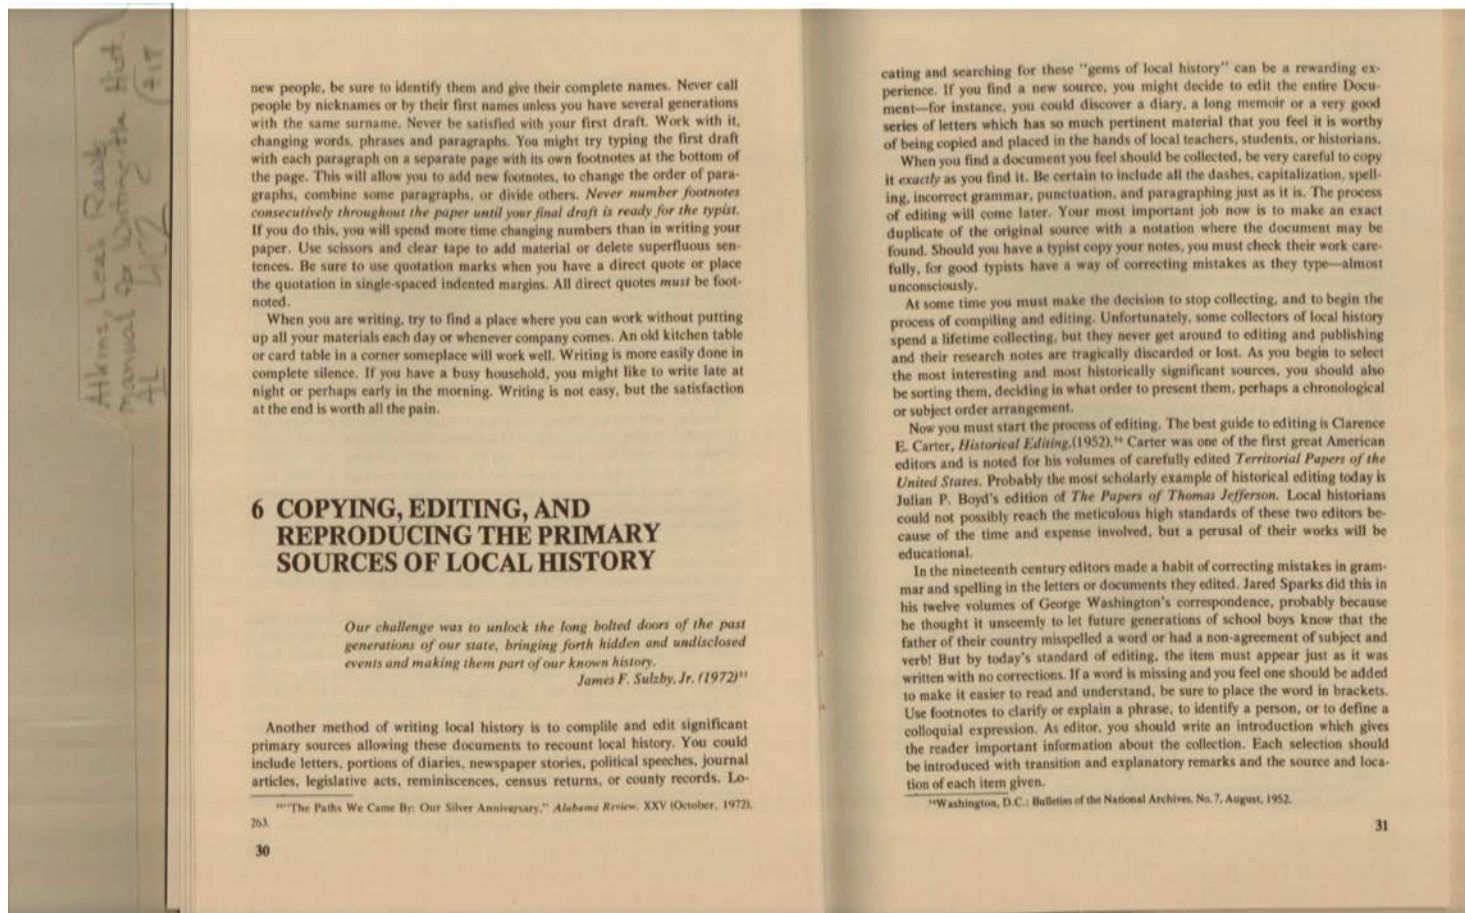 Atkins, Leah Rawls
Manual for Writing the Hist.
new people, be sure to identify them and give their complete names. Never call
people by nicknames or by their first names unless you have several generations
with the same surname. Never be satisfied with your first draft. Work with it,
changing words, phrases and paragraphs. You might try typing the first draft
with each paragraph on a separate page with its own footnotes at the bottom of
the page. This will allow you to add new footnotes, to change the order of para-
graphs, combine some paragraphs, or divide others. Never number footnotes
consecutively throughout the paper until your final draft is ready for the typist.
If you do this, you will spend more time changing numbers than in writing your
paper. Use scissors and clear tape to add material or delete superfluous sen-
tences. Be sure to use quotation marks when you have a direct quote or place
the quotation in single-spaced indented margins. All direct quotes must be foot-
noted.
When you are writing, try to find a place where you can work without putting
up all your materials each day or whenever company comes. An old kitchen table
or card table in a corner someplace will work well. Writing is more easily done in
complete silence. If you have a busy household, you might like to write late at
night or perhaps early in the morning. Writing is not easy, but the satisfaction
at the end is worth all the pain.
6 COPYING, EDITING, AND
REPRODUCING THE PRIMARY
SOURCES OF LOCAL HISTORY
Our challenge was to unlock the long bolted doors of the past
generations of our state, bringing forth hidden and undisclosed
events and making them part of our known history.
James F. Sulzby, Jr. (1972)³³
Another method of writing local history is to complile and edit significant
primary sources allowing these documents to recount local history. You could
include letters, portions of diaries, newspaper stories, political speeches, journal
articles, legislative acts, reminiscences, census returns, or county records. Lo-
³³"The Paths We Came By: Our Silver Anniversary," Alabama Review, XXV (October, 1972),
263.
30
cating and searching for these "gems of local history" can be a rewarding ex-
perience. If you find a new source, you might decide to edit the entire Docu-
ment—for instance, you could discover a diary, a long memoir or a very good
series of letters which has so much pertinent material that you feel it is worthy
of being copied and placed in the hands of local teachers, students, or historians.
When you find a document you feel should be collected, be very careful to copy
it exactly as you find it. Be certain to include all the dashes, capitalization, spell-
ing, incorrect grammar, punctuation, and paragraphing just as it is. The process
of editing will come later. Your most important job now is to make an exact
duplicate of the original source with a notation where the document may be
found. Should you have a typist copy your notes, you must check their work care-
fully, for good typists have a way of correcting mistakes as they type—almost
unconsciously.
At some time you must make the decision to stop collecting, and to begin the
process of compiling and editing. Unfortunately, some collectors of local history
spend a lifetime collecting, but they never get around to editing and publishing
and their research notes are tragically discarded or lost. As you begin to select
the most interesting and most historically significant sources, you should also
be sorting them, deciding in what order to present them, perhaps a chronological
or subject order arrangement.
Now you must start the process of editing. The best guide to editing is Clarence
E. Carter, Historical Editing,(1952).³⁴ Carter was one of the first great American
editors and is noted for his volumes of carefully edited Territorial Papers of the
United States. Probably the most scholarly example of historical editing today is
Julian P. Boyd's edition of The Papers of Thomas Jefferson. Local historians
could not possibly reach the meticulous high standards of these two editors be-
cause of the time and expense involved, but a perusal of their works will be
educational.
In the nineteenth century editors made a habit of correcting mistakes in gram-
mar and spelling in the letters or documents they edited. Jared Sparks did this in
his twelve volumes of George Washington's correspondence, probably because
he thought it unseemly to let future generations of school boys know that the
father of their country misspelled a word or had a non-agreement of subject and
verb! But by today's standard of editing, the item must appear just as it was
written with no corrections. If a word is missing and you feel one should be added
to make it easier to read and understand, be sure to place the word in brackets.
Use footnotes to clarify or explain a phrase, to identify a person, or to define a
colloquial expression. As editor, you should write an introduction which gives
the reader important information about the collection. Each selection should
be introduced with transition and explanatory remarks and the source and loca-
tion of each item given.
³⁴Washington, D.C.: Bulletins of the National Archives, No. 7, August, 1952.
31